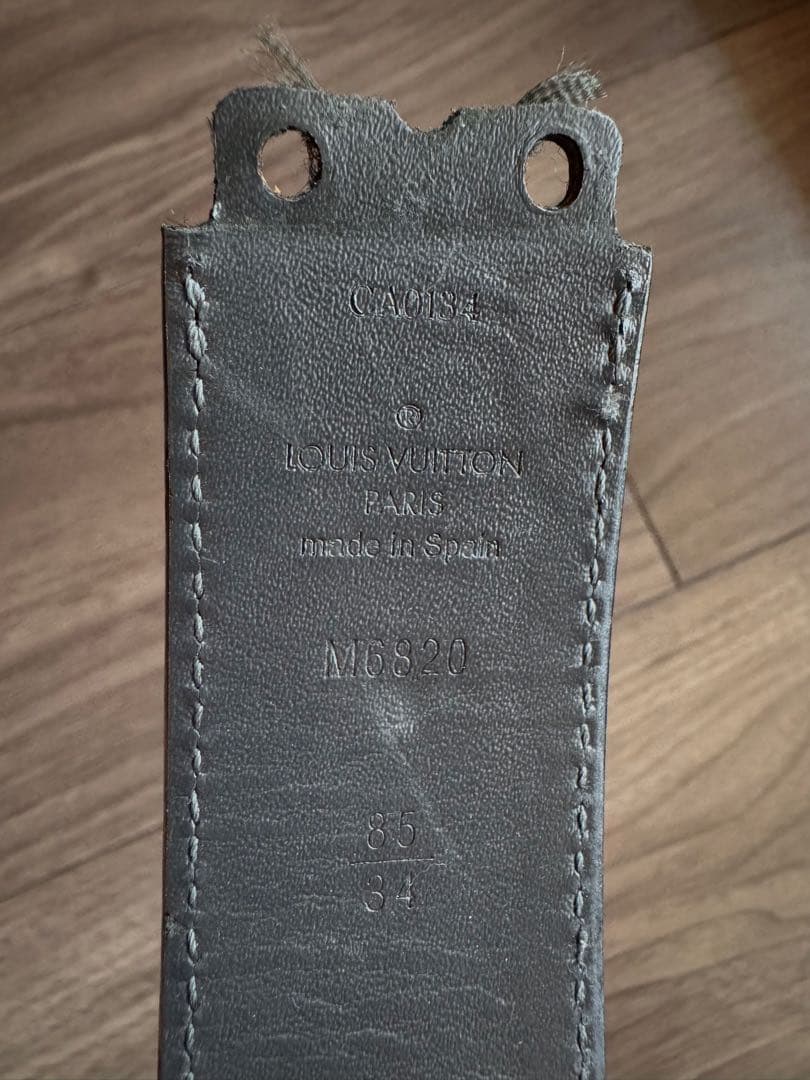 CA0134
®
LOUIS VUITTON
PARIS
made in Spain
M6820
85
34